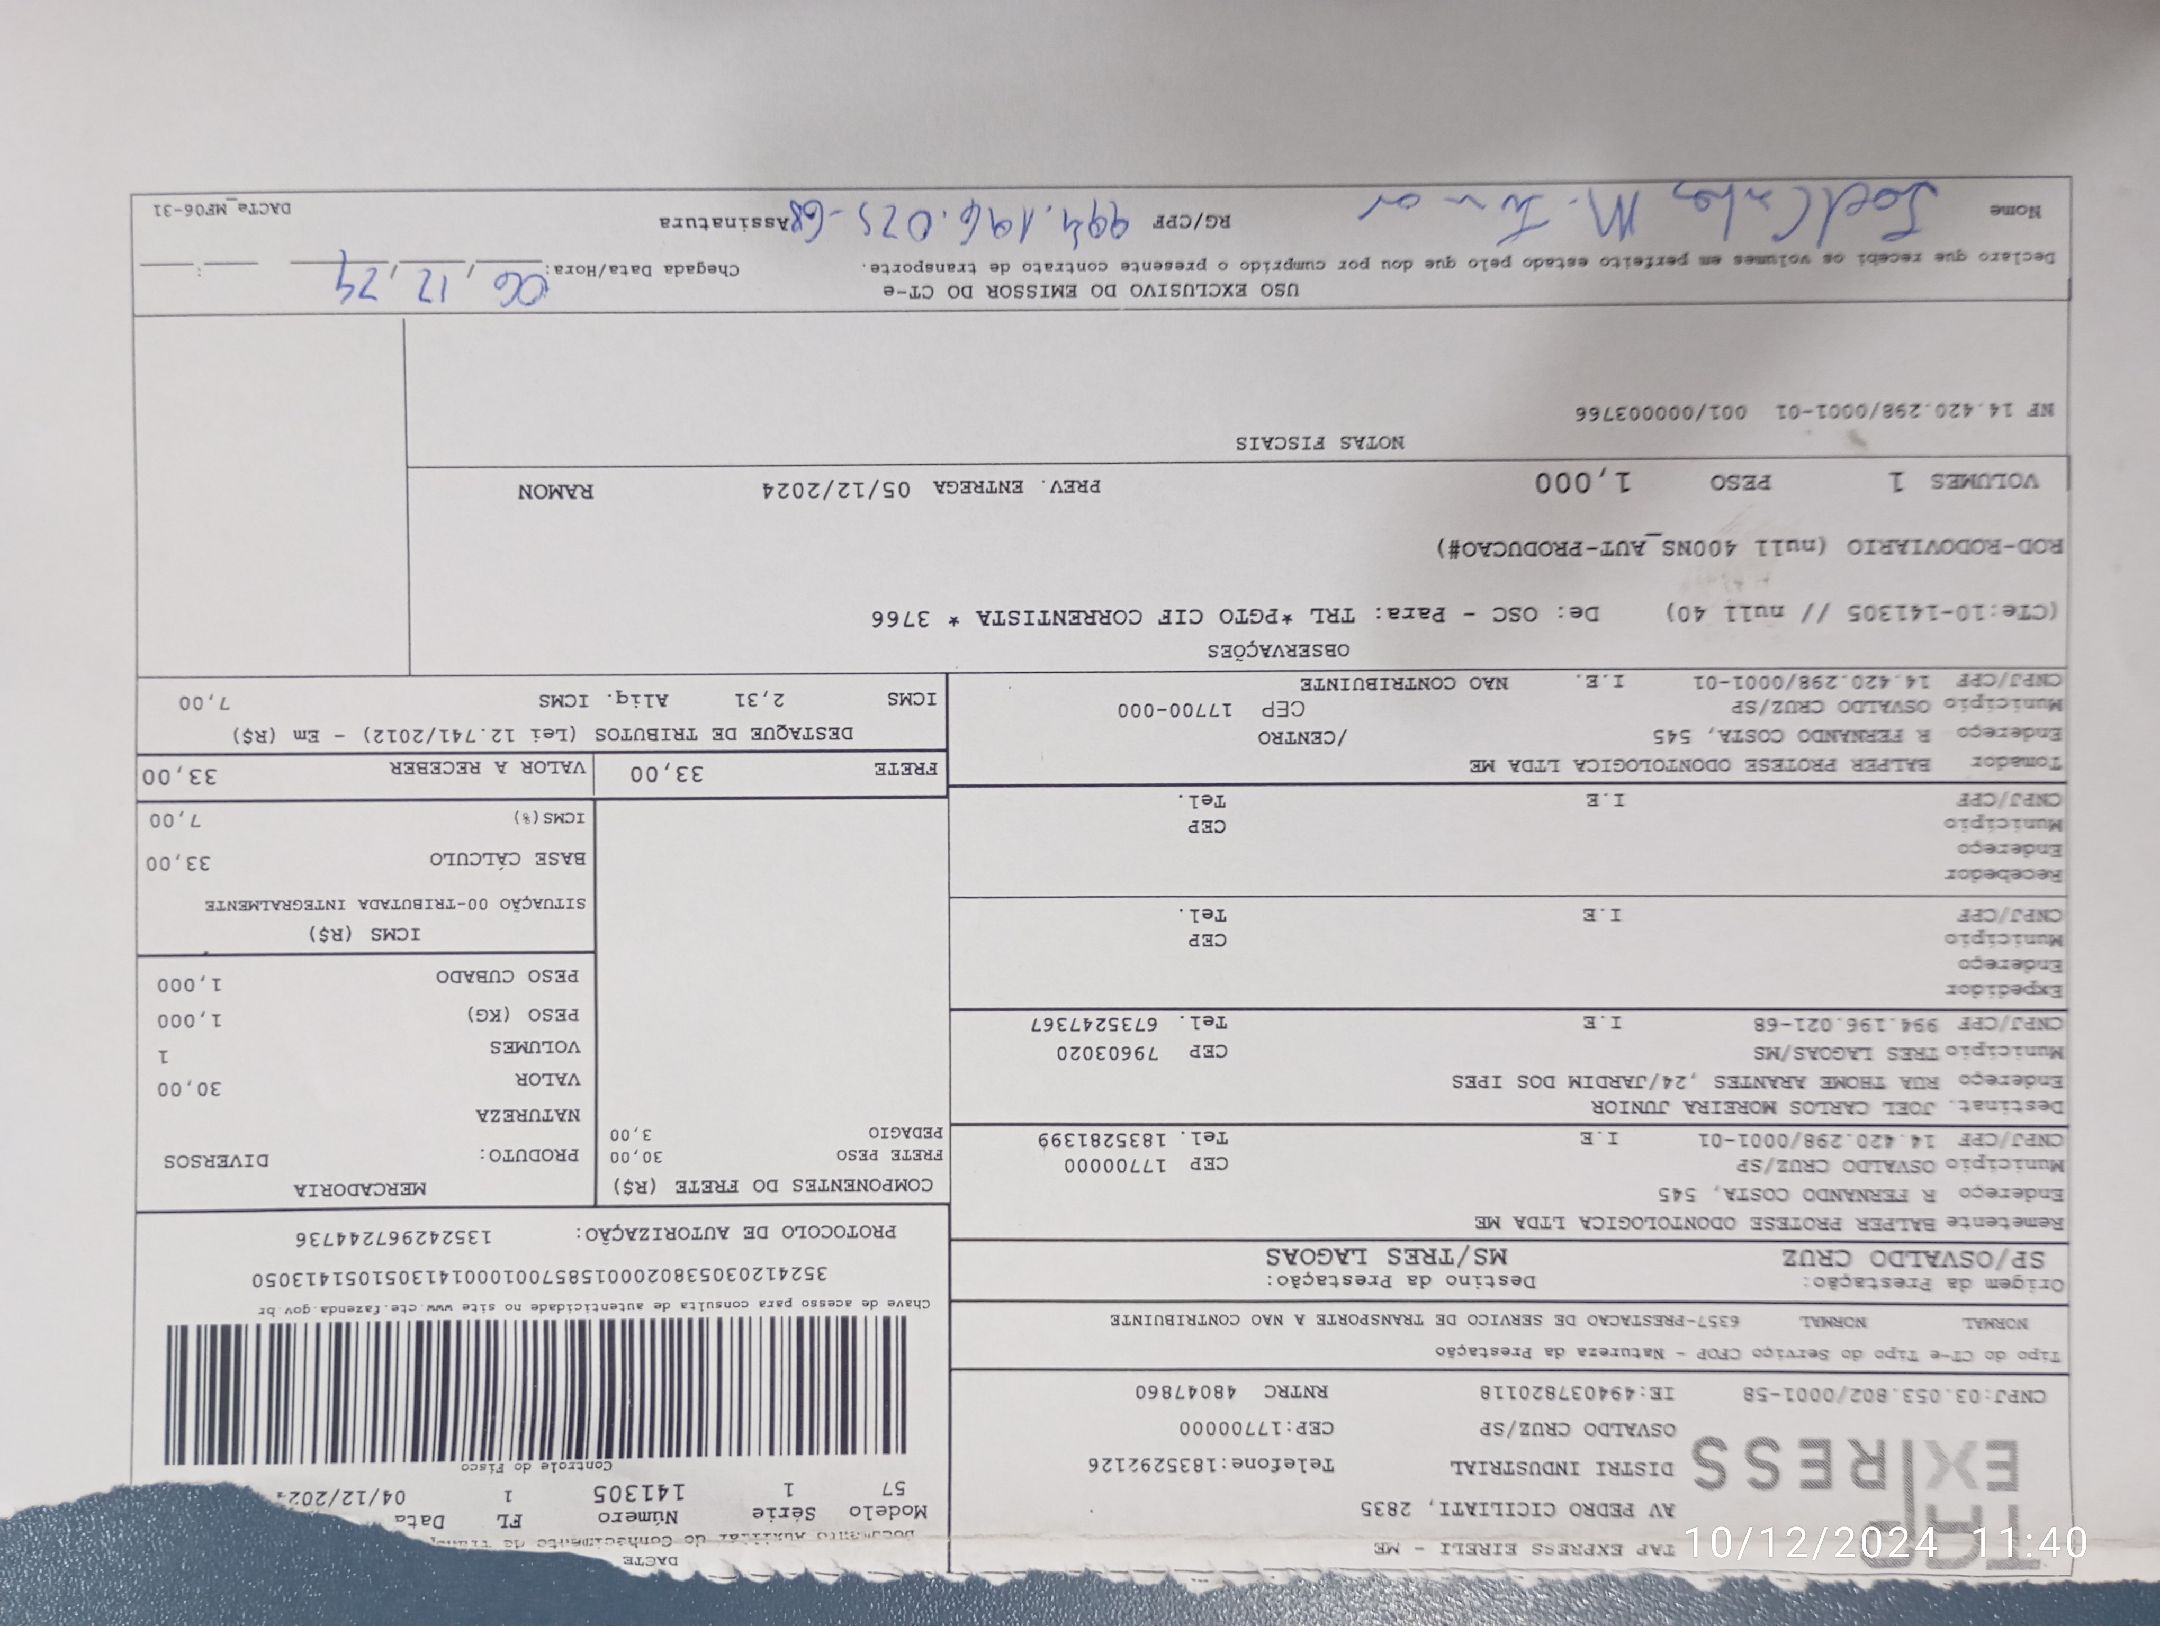 TAP EXPRESS
TAP EXPRESS EIRELI - ME
AV PEDRO CICILIATI, 2835
DISTRI INDUSTRIAL Telefone:1835292126
OSVALDO CRUZ/SP CEP:17700000
CNPJ:03.053.802/0001-58 IE:494037820118 RNTRC 48047860
Tipo do CT-e Tipo do Serviço CFOP - Natureza da Prestação
NORMAL NORMAL 6357-PRESTACAO DE SERVICO DE TRANSPORTE A NAO CONTRIBUINTE
Origem da Prestação: Destino da Prestação:
SP/OSVALDO CRUZ MS/TRES LAGOAS
DACTE
Documento Auxiliar do Conhecimento de
Modelo Série Número FL Data
57 1 141305 1 04/12/202
Controle do Fisco
Chave de acesso para consulta de autenticidade no site www.cte.fazenda.gov.br
35241203053802000158570010001413051051413050
PROTOCOLO DE AUTORIZAÇÃO: 135242967244736
Remetente BALPER PROTESE ODONTOLOGICA LTDA ME
Endereço R FERNANDO COSTA, 545
Município OSVALDO CRUZ/SP CEP 17700000
CNPJ/CPF 14.420.298/0001-01 I.E Tel. 1835281399
Destinat. JOEL CARLOS MOREIRA JUNIOR
Endereço RUA THOME ARANTES ,24/JARDIM DOS IPES
Município TRES LAGOAS/MS CEP 79603020
CNPJ/CPF 994.196.021-68 I.E Tel. 6735247367
Expedidor
Endereço
Município CEP
CNPJ/CPF I.E Tel.
Recebedor
Endereço
Município CEP
CNPJ/CPF I.E Tel.
Tomador BALPER PROTESE ODONTOLOGICA LTDA ME
Endereço R FERNANDO COSTA, 545 /CENTRO
Município OSVALDO CRUZ/SP CEP 17700-000
CNPJ/CPF 14.420.298/0001-01 I.E. NAO CONTRIBUINTE
COMPONENTES DO FRETE (R$)
FRETE PESO 30,00
PEDAGIO 3,00
MERCADORIA
PRODUTO: DIVERSOS
NATUREZA
VALOR 30,00
VOLUMES 1
PESO (KG) 1,000
PESO CUBADO 1,000
ICMS (R$)
SITUAÇÃO 00-TRIBUTADA INTEGRALMENTE
BASE CÁLCULO 33,00
ICMS(%) 7,00
FRETE 33,00 VALOR A RECEBER 33,00
DESTAQUE DE TRIBUTOS (Lei 12.741/2012) - Em (R$)
ICMS 2,31 Aliq. ICMS 7,00
OBSERVAÇÕES
(CTe:10-141305 // null 40) De: OSC - Para: TRL *PGTO CIF CORRENTISTA * 3766
ROD-RODOVIARIO (null 400NS_AUT-PRODUCAO#)
VOLUMES 1 PESO 1,000 PREV. ENTREGA 05/12/2024 RAMON
NOTAS FISCAIS
NF 14.420.298/0001-01 001/000003766
USO EXCLUSIVO DO EMISSOR DO CT-e
Declaro que recebi os volumes em perfeito estado pelo que dou por cumprido o presente contrato de transporte. Chegada Data/Hora: 06/12/24 :
Nome Joel Carlos M. Junior RG/CPF 994.196.021-68 Assinatura
DACTe_MF06-31
10/12/2024 11:40